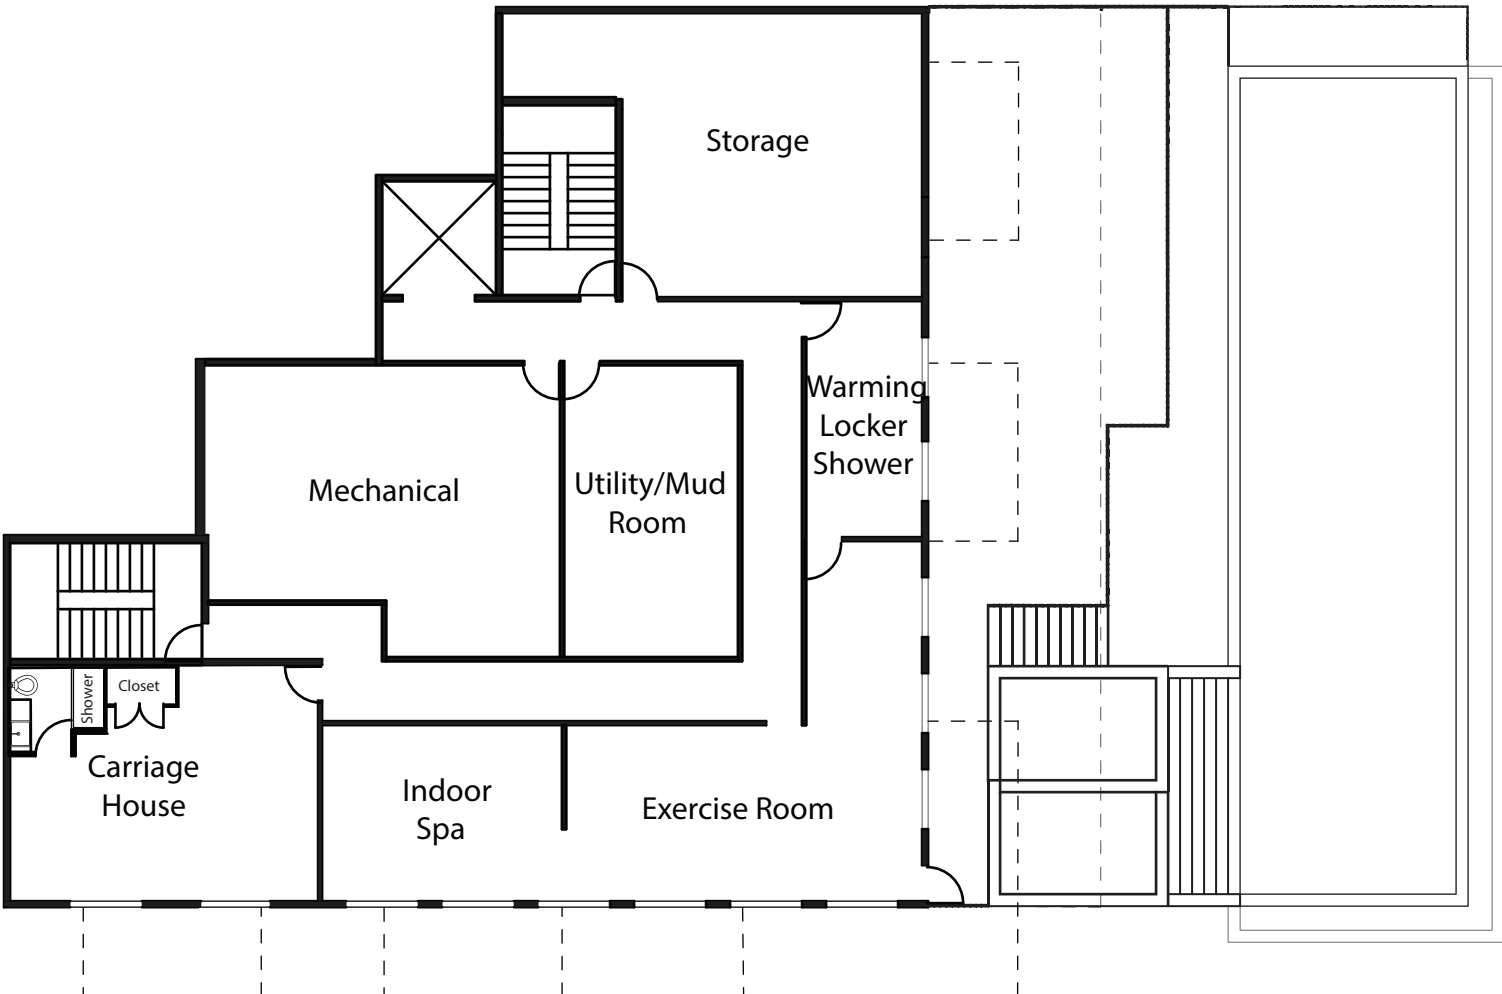 Storage
Warming
Locker
Shower
Mechanical
Utility/Mud
Room
Shower
Closet
Carriage
House
Indoor
Spa
Exercise Room